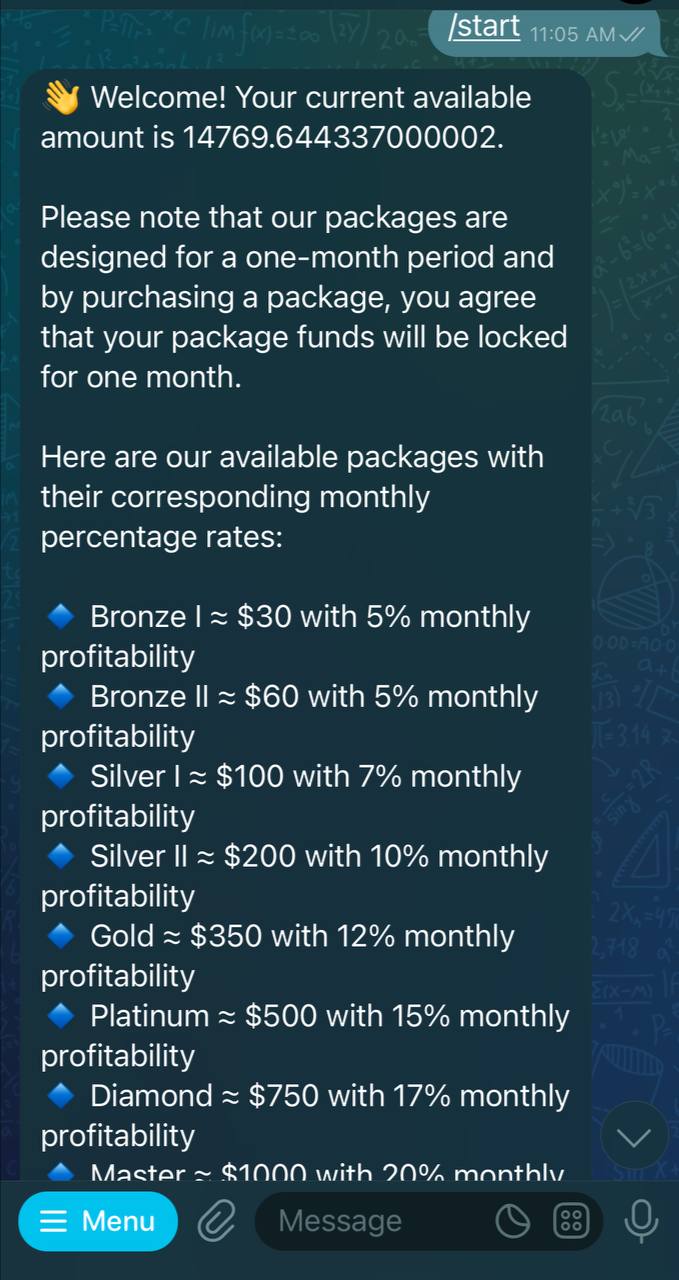 /start 11:05 AM
👋 Welcome! Your current available
amount is 14769.644337000002.
Please note that our packages are
designed for a one-month period and
by purchasing a package, you agree
that your package funds will be locked
for one month.
Here are our available packages with
their corresponding monthly
percentage rates:
🔹 Bronze I ≈ $30 with 5% monthly
profitability
🔹 Bronze II ≈ $60 with 5% monthly
profitability
🔹 Silver I ≈ $100 with 7% monthly
profitability
🔹 Silver II ≈ $200 with 10% monthly
profitability
🔹 Gold ≈ $350 with 12% monthly
profitability
🔹 Platinum ≈ $500 with 15% monthly
profitability
🔹 Diamond ≈ $750 with 17% monthly
profitability
🔹 Master ≈ $1000 with 20% monthly
Menu Message